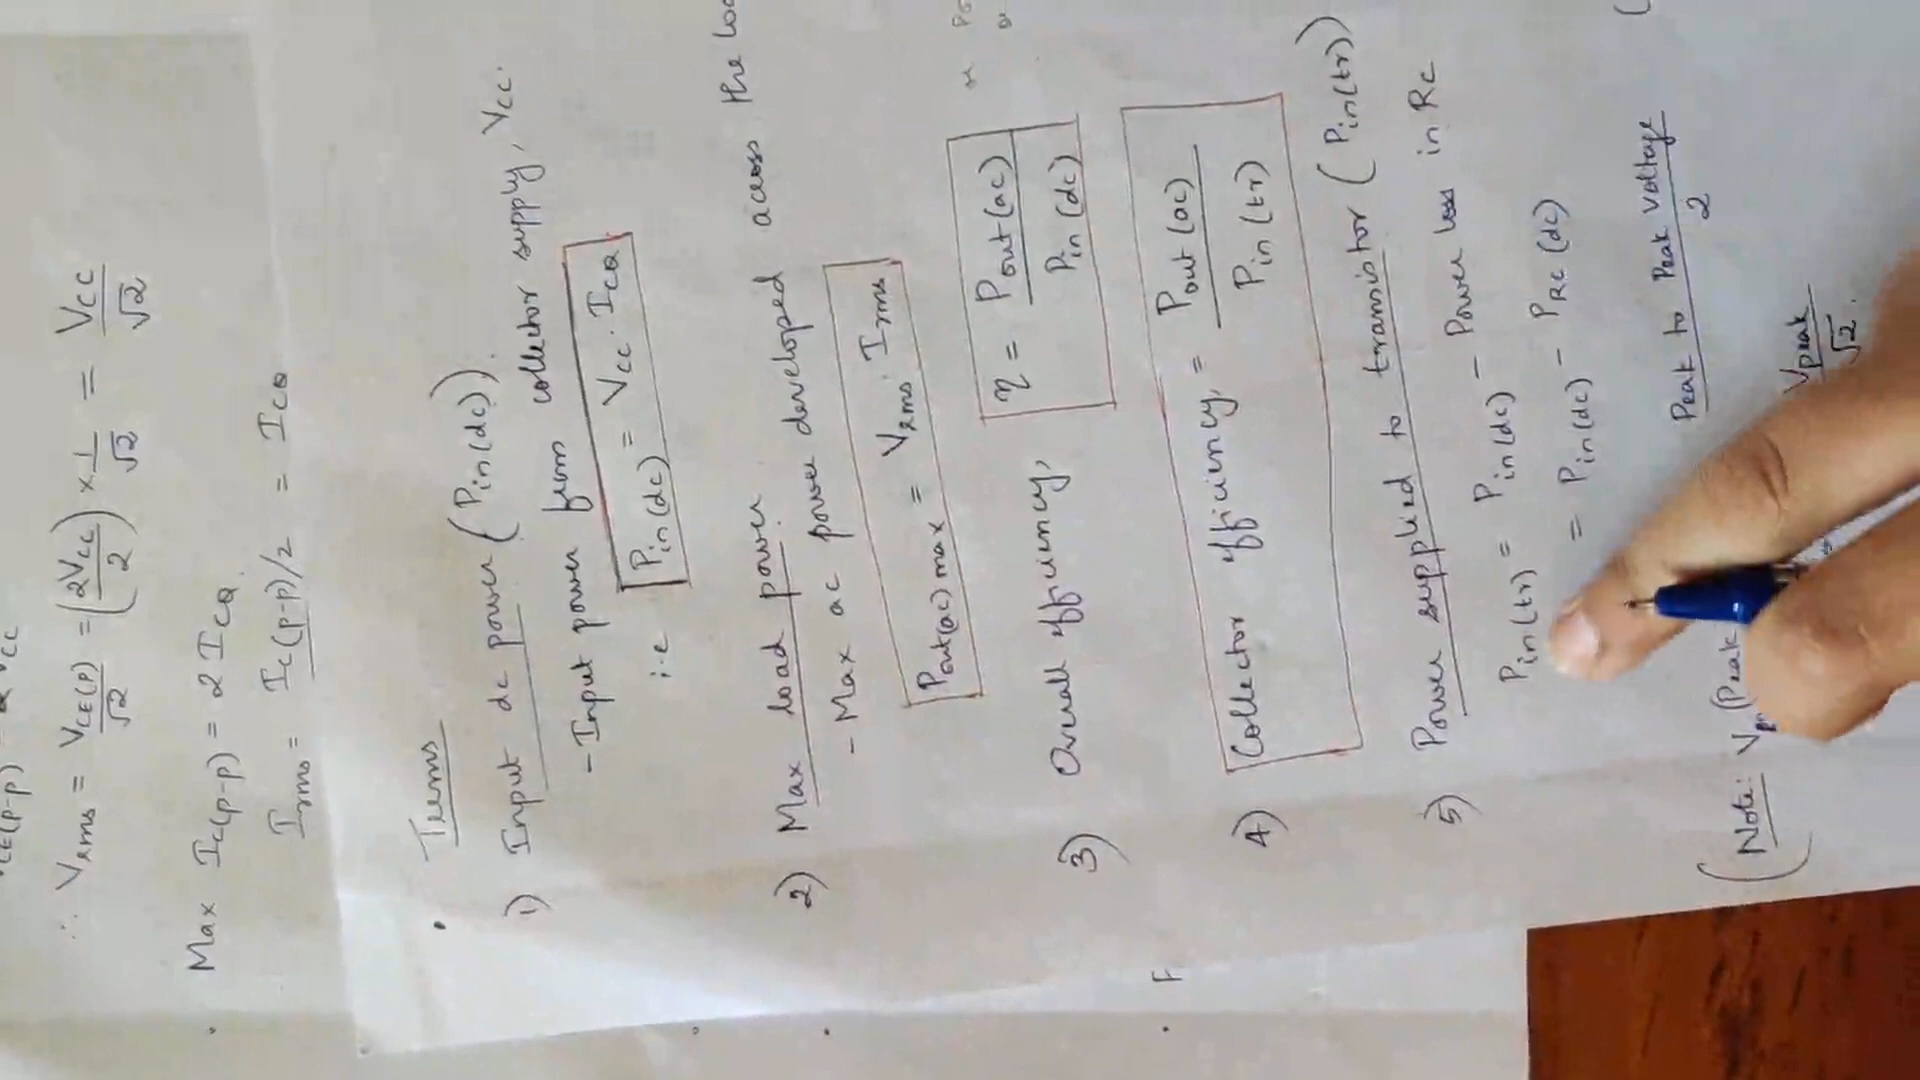 ∴ Vrms = VCE(p)/√2 = (2VCC/2) × 1/√2 = VCC/√2
Max Ic(p-p) = 2 ICQ
Irms = Ic(p-p)/2 = ICQ
Terms
1) Input dc power (Pin(dc)).
- Input power from collector supply, VCC.
i.e Pin(dc) = VCC . ICQ
2) Max load power
- Max ac power developed across the
Pout(ac) max = Vrms . Irms
3) Overall efficiency, η = Pout(ac)/Pin(dc)
4) Collector efficiency, = Pout(ac)/Pin(tr)
5) Power supplied to transistor (Pin(tr))
Pin(tr) = Pin(dc) - Power loss in RC
= Pin(dc) - PRC(dc)
(Note: Vp(Peak Peak to Peak voltage/2
Vpeak/√2.